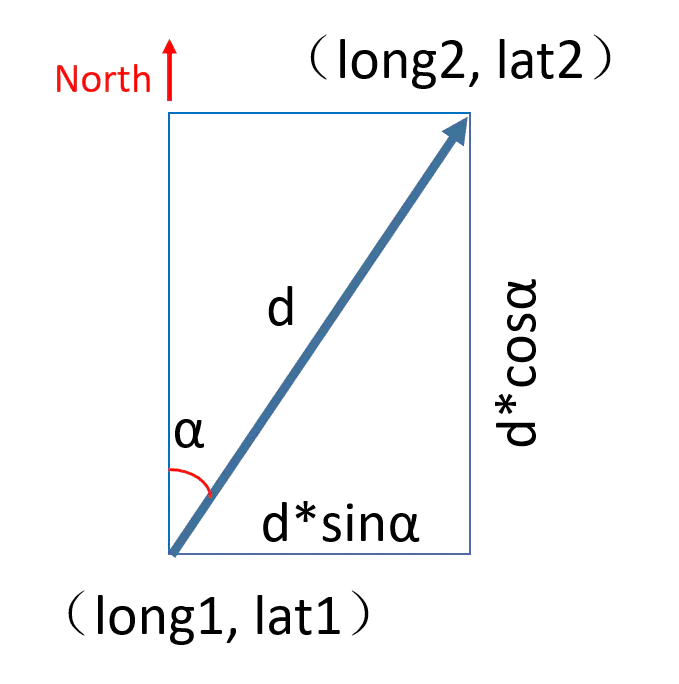 （long2, lat2）
North
d
d*cosα
α
d*sinα
（long1, lat1）